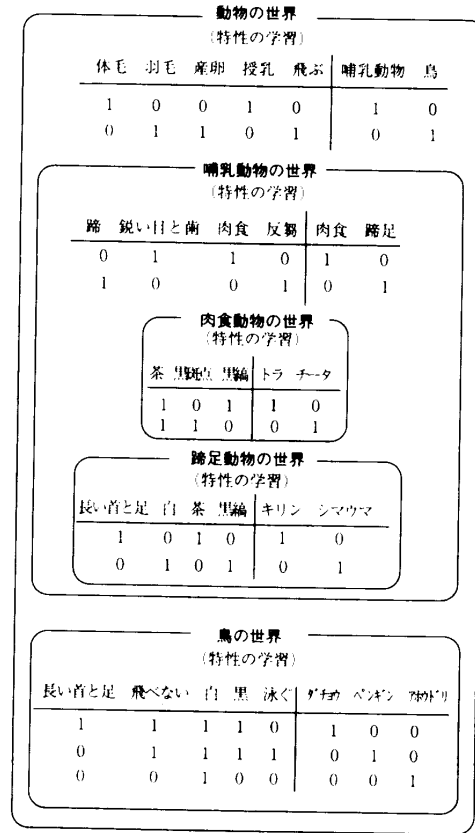 動物の世界
(特性の学習)
体毛 羽毛 産卵 授乳 飛ぶ 哺乳動物 鳥
1 0 0 1 0 1 0
0 1 1 0 1 0 1
哺乳動物の世界
(特性の学習)
蹄 鋭い目と歯 肉食 反芻 肉食 蹄足
0 1 1 0 1 0
1 0 0 1 0 1
肉食動物の世界
(特性の学習)
茶 黒斑点 黒縞 トラ チータ
1 0 1 1 0
1 1 0 0 1
蹄足動物の世界
(特性の学習)
長い首と足 白 茶 黒縞 キリン シマウマ
1 0 1 0 1 0
0 1 0 1 0 1
鳥の世界
(特性の学習)
長い首と足 飛べない 白 黒 泳ぐ ダチョウ ペンギン アホウドリ
1 1 1 1 0 1 0 0
0 1 1 1 1 0 1 0
0 0 1 0 0 0 0 1